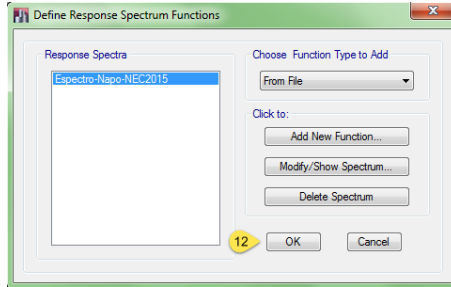 Define Response Spectrum Functions
Response Spectra
Espectro-Napo-NEC2015
Choose Function Type to Add
From File
Click to:
Add New Function...
Modify/Show Spectrum...
Delete Spectrum
12
OK
Cancel